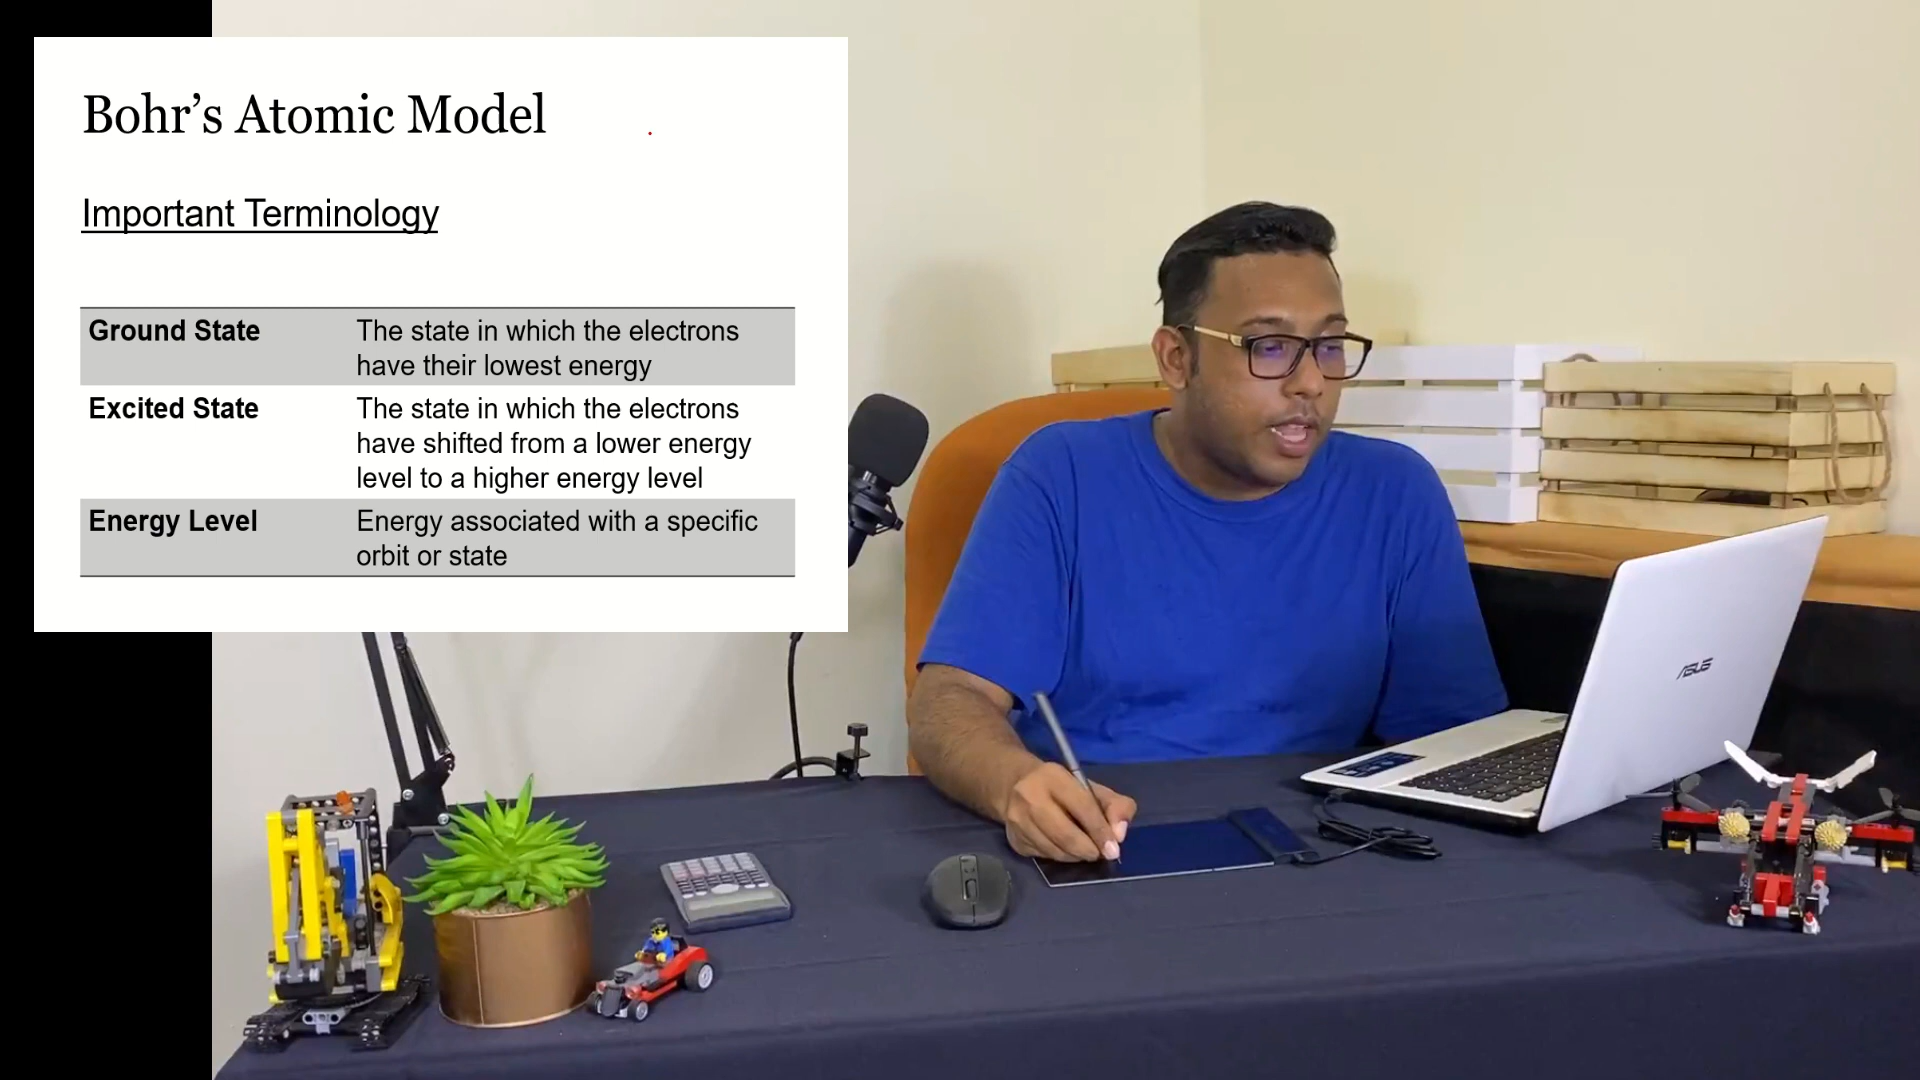 Bohr’s Atomic Model
Important Terminology
Ground State
The state in which the electrons
have their lowest energy
Excited State
The state in which the electrons
have shifted from a lower energy
level to a higher energy level
Energy Level
Energy associated with a specific
orbit or state
ASUS